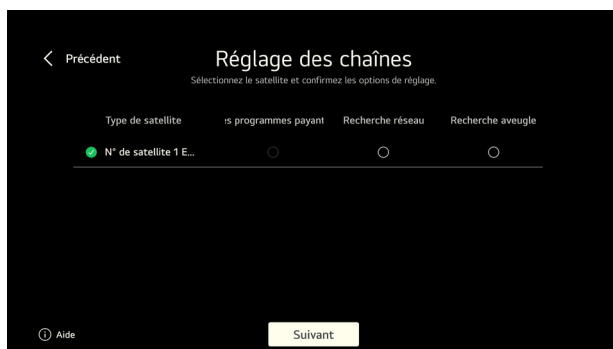 Précédent
Réglage des chaînes
Sélectionnez le satellite et confirmez les options de réglage.
Type de satellite es programmes payant Recherche réseau Recherche aveugle
N° de satellite 1 E...
Aide
Suivant